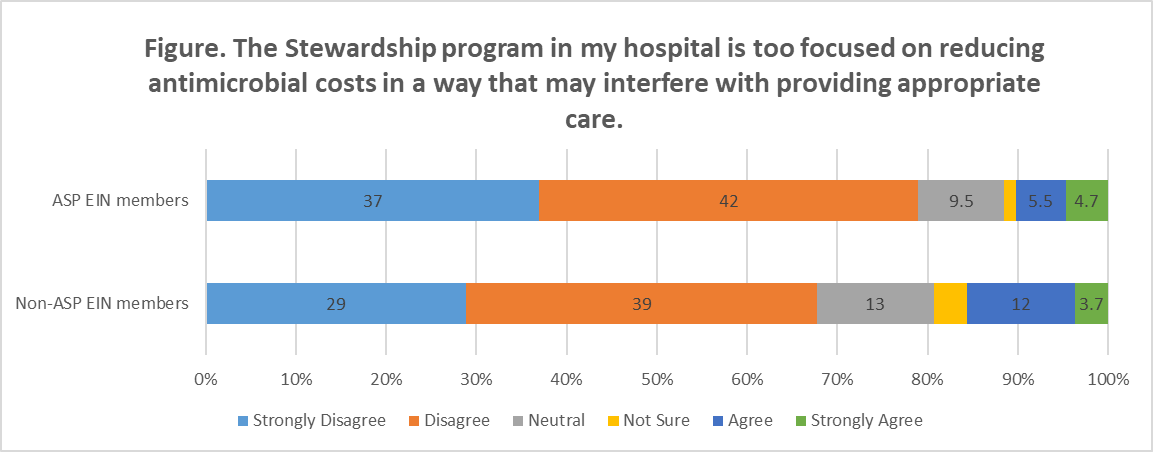 Figure. The Stewardship program in my hospital is too focused on reducing
antimicrobial costs in a way that may interfere with providing appropriate
care.
ASP EIN members
37 42 9.5 5.5 4.7
Non-ASP EIN members
29 39 13 12 3.7
0% 10% 20% 30% 40% 50% 60% 70% 80% 90% 100%
Strongly Disagree Disagree Neutral Not Sure Agree Strongly Agree